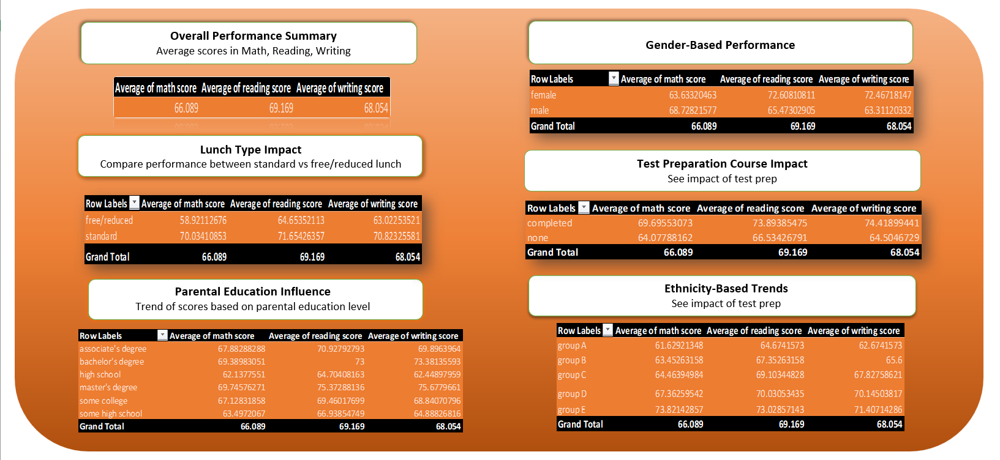 Overall Performance Summary
Average scores in Math, Reading, Writing
Average of math score Average of reading score Average of writing score
66.089 69.169 68.054
Lunch Type Impact
Compare performance between standard vs free/reduced lunch
Row Labels Average of math score Average of reading score Average of writing score
free/reduced 58.92112676 64.65352113 63.02253521
standard 70.03410853 71.65426357 70.82325581
Grand Total 66.089 69.169 68.054
Parental Education Influence
Trend of scores based on parental education level
Row Labels Average of math score Average of reading score Average of writing score
associate's degree 67.88288288 70.92792793 69.8963964
bachelor's degree 69.38983051 73 73.38135593
high school 62.1377551 64.70408163 62.44897959
master's degree 69.74576271 75.37288136 75.6779661
some college 67.12831858 69.46017699 68.84070796
some high school 63.4972067 66.93854749 64.88826816
Grand Total 66.089 69.169 68.054
Gender-Based Performance
Row Labels Average of math score Average of reading score Average of writing score
female 63.63320463 72.60810811 72.46718147
male 68.72821577 65.47302905 63.31120332
Grand Total 66.089 69.169 68.054
Test Preparation Course Impact
See impact of test prep
Row Labels Average of math score Average of reading score Average of writing score
completed 69.69553073 73.89385475 74.41899441
none 64.07788162 66.53426791 64.5046729
Grand Total 66.089 69.169 68.054
Ethnicity-Based Trends
See impact of test prep
Row Labels Average of math score Average of reading score Average of writing score
group A 61.62921348 64.6741573 62.6741573
group B 63.45263158 67.35263158 65.6
group C 64.46394984 69.10344828 67.82758621
group D 67.36259542 70.03053435 70.14503817
group E 73.82142857 73.02857143 71.40714286
Grand Total 66.089 69.169 68.054